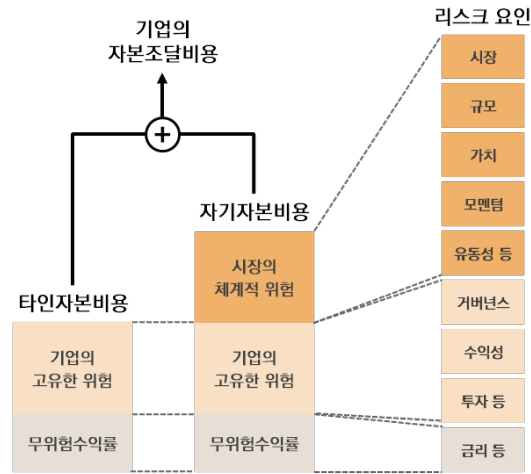 기업의
자본조달비용
+
자기자본비용
시장의
체계적 위험
타인자본비용
기업의
고유한 위험
기업의
고유한 위험
무위험수익률
무위험수익률
리스크 요인
시장
규모
가치
모멘텀
유동성 등
거버넌스
수익성
투자 등
금리 등